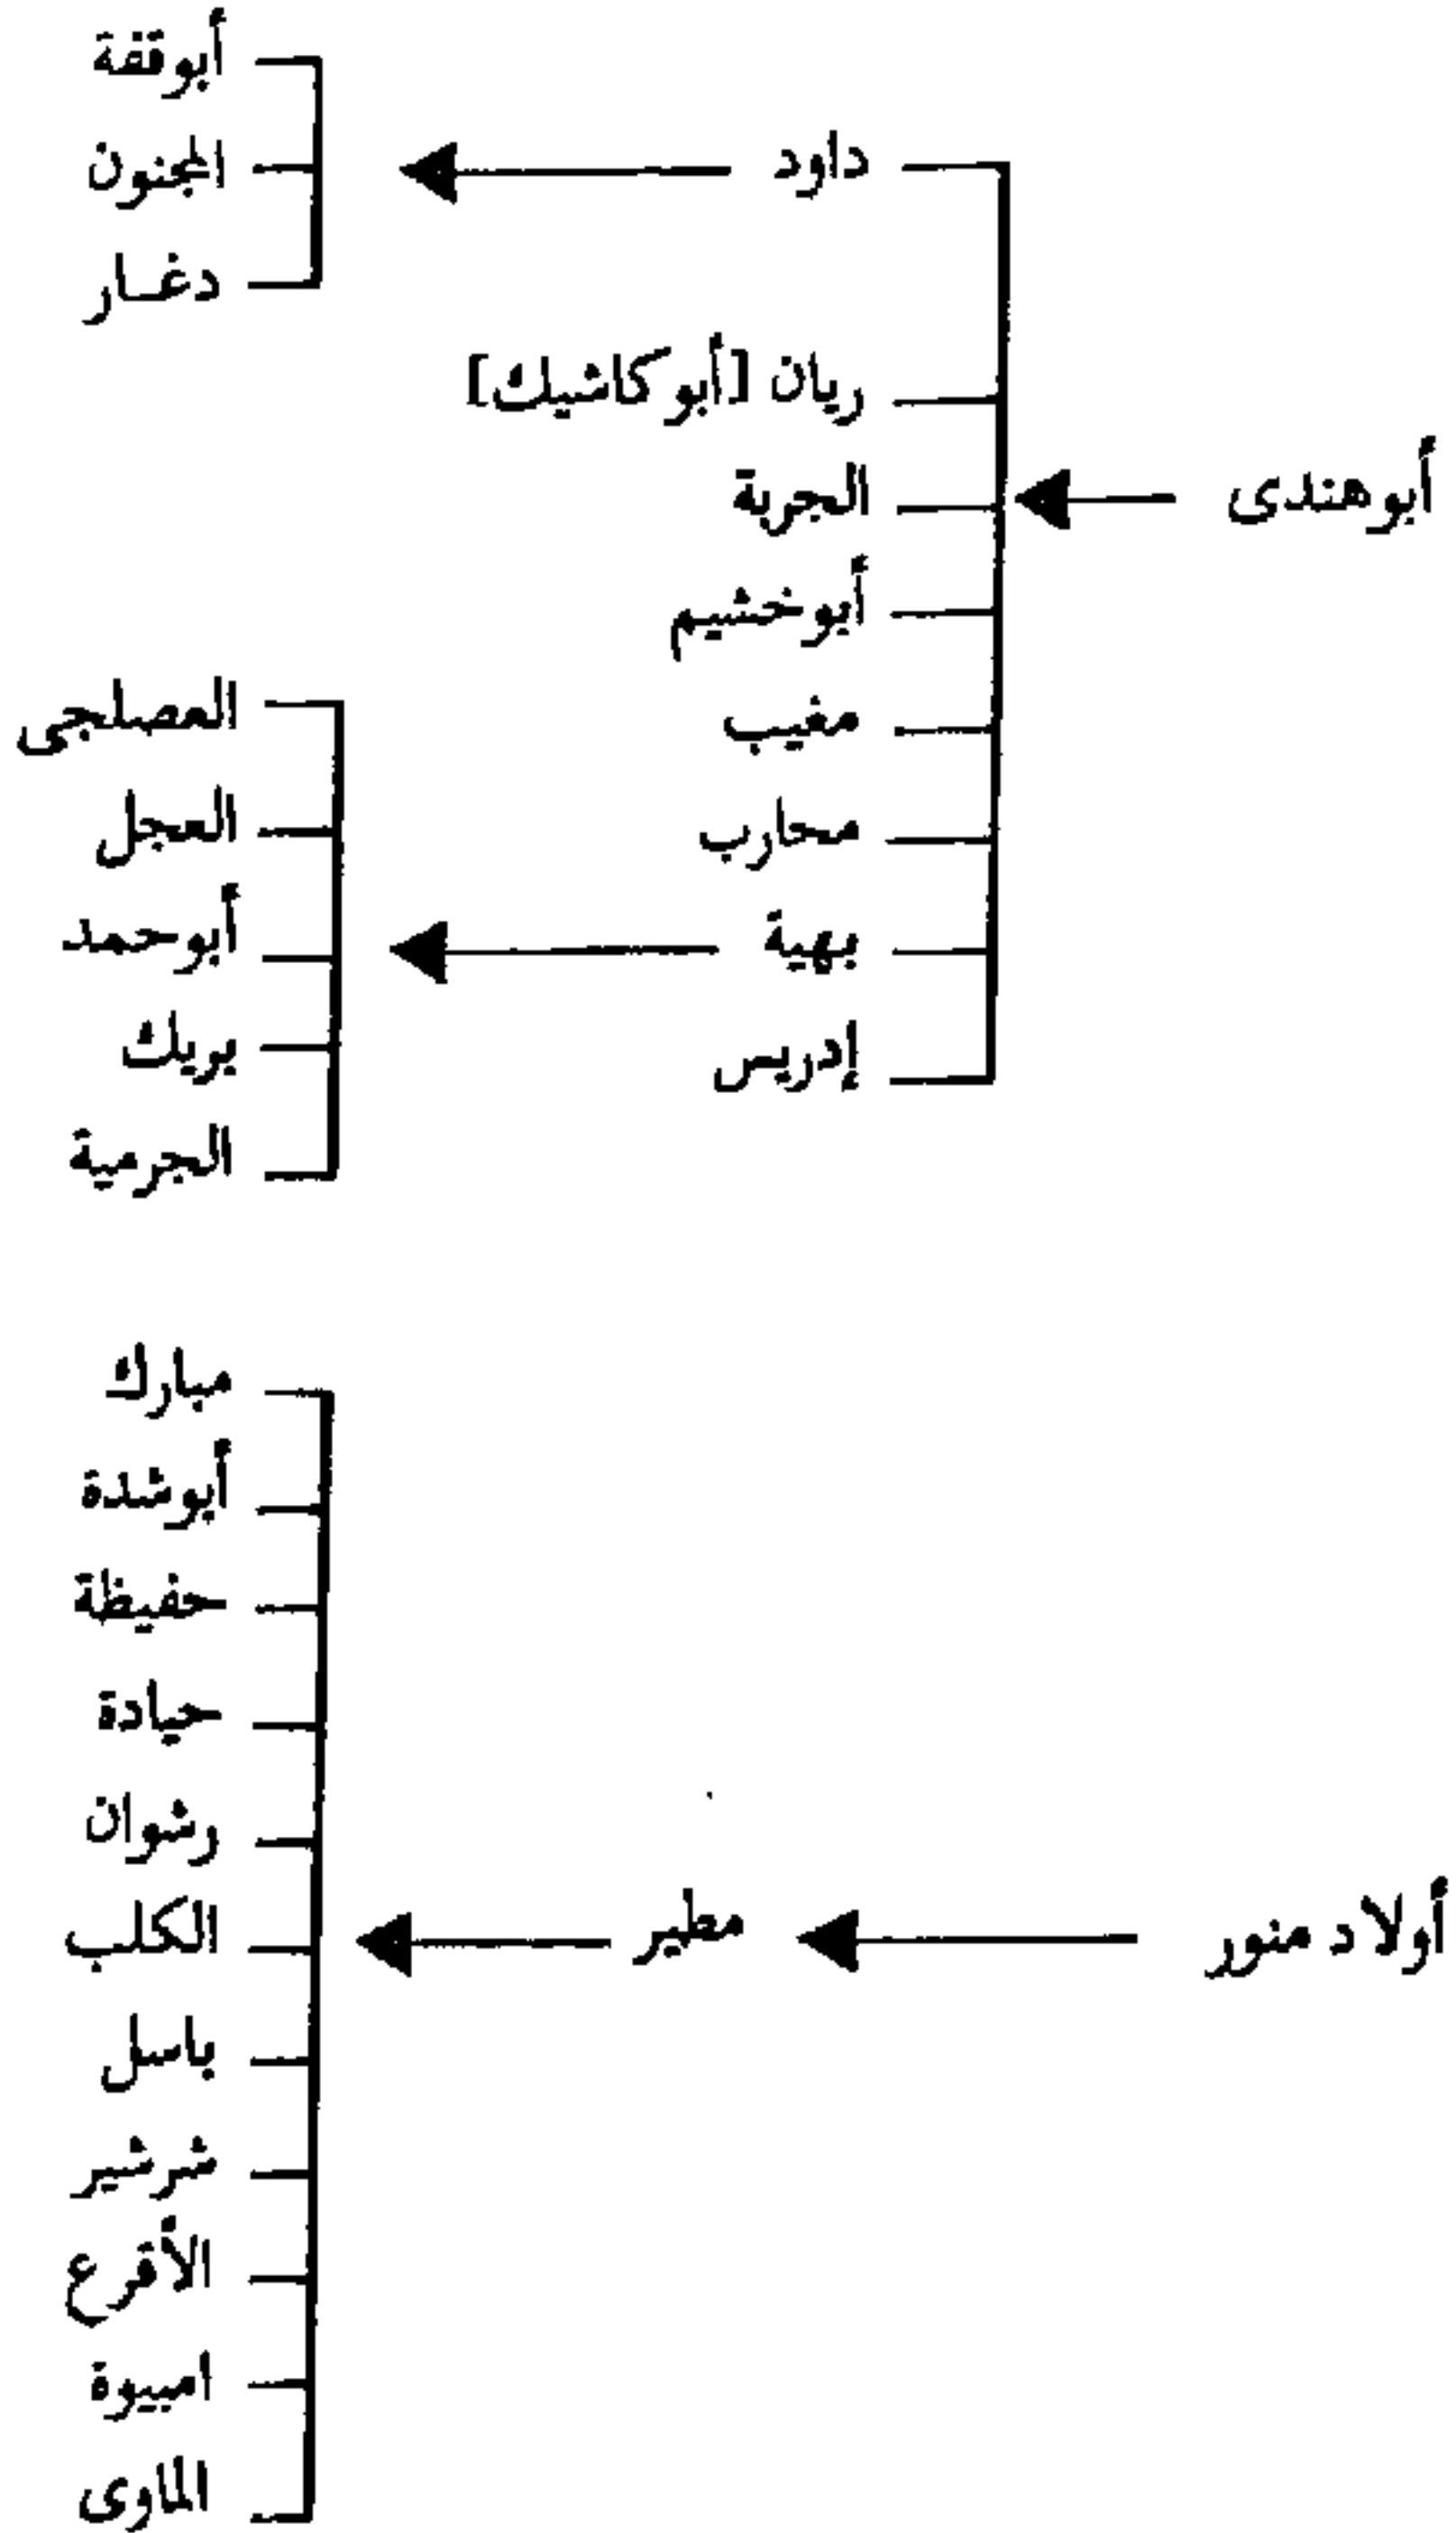 أبوهندى
داود
أبوقفة
المجنون
دغار
ريان [أبوكاشيك]
الجربة
أبوخشيم
مغيب
محارب
بهية
العصلجى
العجل
أبوحمد
بريك
الجرمية
إدريس
أولاد منور
مطير
مبارك
أبوشدة
حفيظة
حيادة
رشوان
الكلب
باسل
شرشير
الأقرع
امبيوة
الماوى